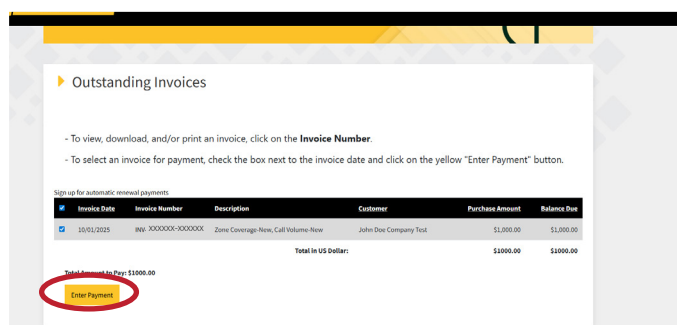 Outstanding Invoices
- To view, download, and/or print an invoice, click on the Invoice Number.
- To select an invoice for payment, check the box next to the invoice date and click on the yellow "Enter Payment" button.
Sign up for automatic renewal payments
Invoice Date Invoice Number Description Customer Purchase Amount Balance Due
10/01/2025 INV- XXXXXX-XXXXXX Zone Coverage-New, Call Volume-New John Doe Company Test $1,000.00 $1,000.00
Total in US Dollar: $1000.00 $1000.00
Total Amount to Pay: $1000.00
Enter Payment